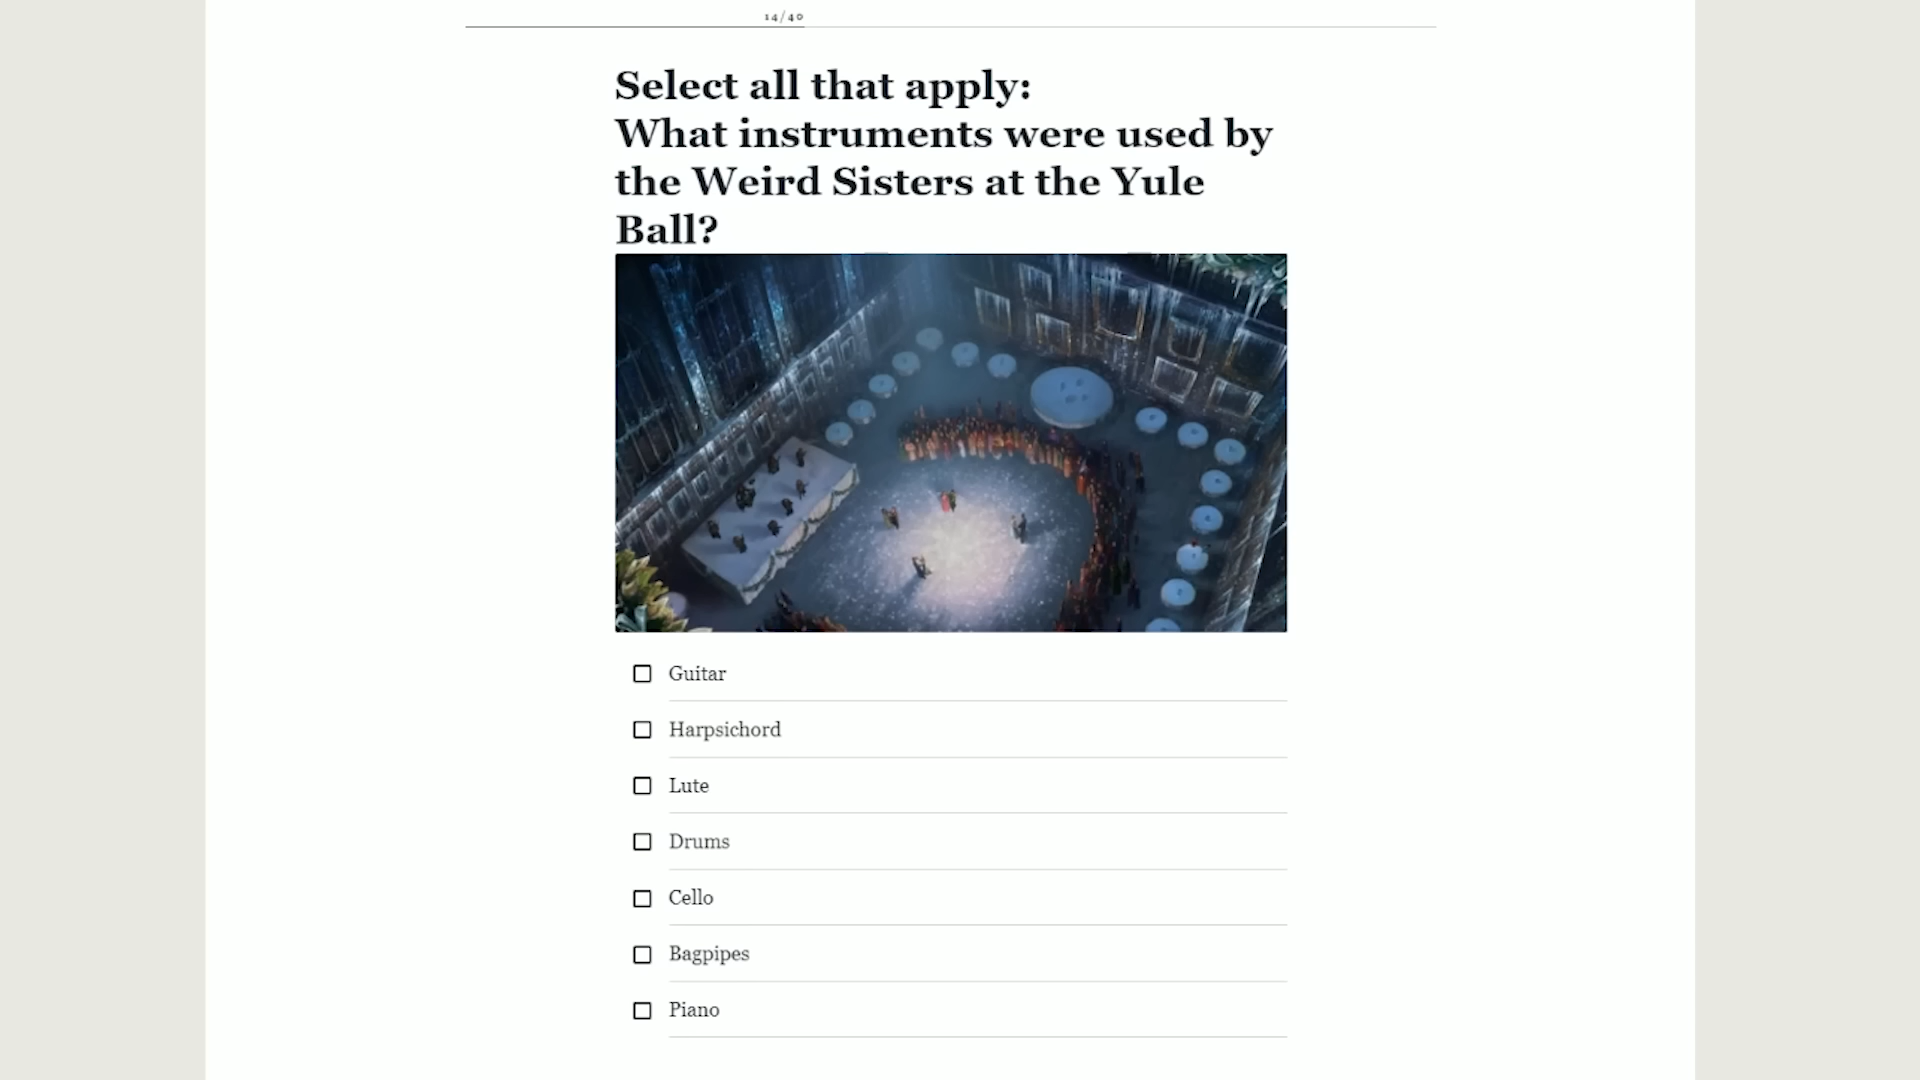 14/40
Select all that apply:
What instruments were used by
the Weird Sisters at the Yule
Ball?
Guitar
Harpsichord
Lute
Drums
Cello
Bagpipes
Piano